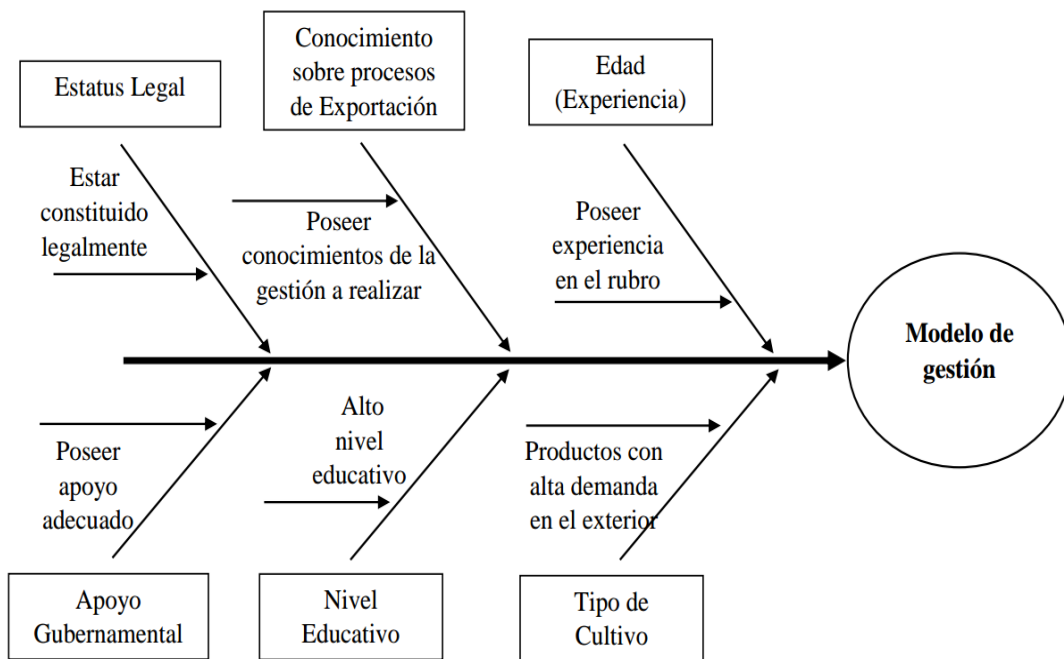 Estatus Legal
Conocimiento
sobre procesos
de Exportación
Edad
(Experiencia)
Estar
constituido
legalmente
Poseer
conocimientos de la
gestión a realizar
Poseer
experiencia
en el rubro
Modelo de
gestión
Poseer
apoyo
adecuado
Alto
nivel
educativo
Productos con
alta demanda
en el exterior
Apoyo
Gubernamental
Nivel
Educativo
Tipo de
Cultivo